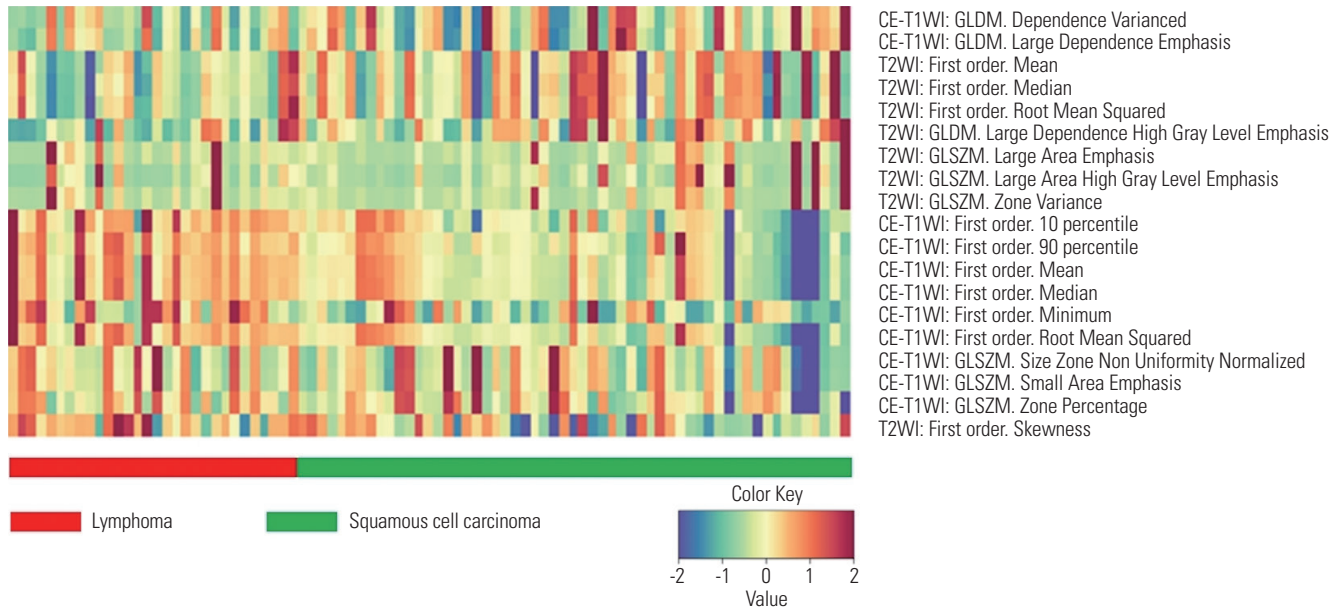 CE-T1WI: GLDM. Dependence Varianced
CE-T1WI: GLDM. Large Dependence Emphasis
T2WI: First order. Mean
T2WI: First order. Median
T2WI: First order. Root Mean Squared
T2WI: GLDM. Large Dependence High Gray Level Emphasis
T2WI: GLSZM. Large Area Emphasis
T2WI: GLSZM. Large Area High Gray Level Emphasis
T2WI: GLSZM. Zone Variance
CE-T1WI: First order. 10 percentile
CE-T1WI: First order. 90 percentile
CE-T1WI: First order. Mean
CE-T1WI: First order. Median
CE-T1WI: First order. Minimum
CE-T1WI: First order. Root Mean Squared
CE-T1WI: GLSZM. Size Zone Non Uniformity Normalized
CE-T1WI: GLSZM. Small Area Emphasis
CE-T1WI: GLSZM. Zone Percentage
T2WI: First order. Skewness
Lymphoma
Squamous cell carcinoma
Color Key
-2 -1 0 1 2
Value